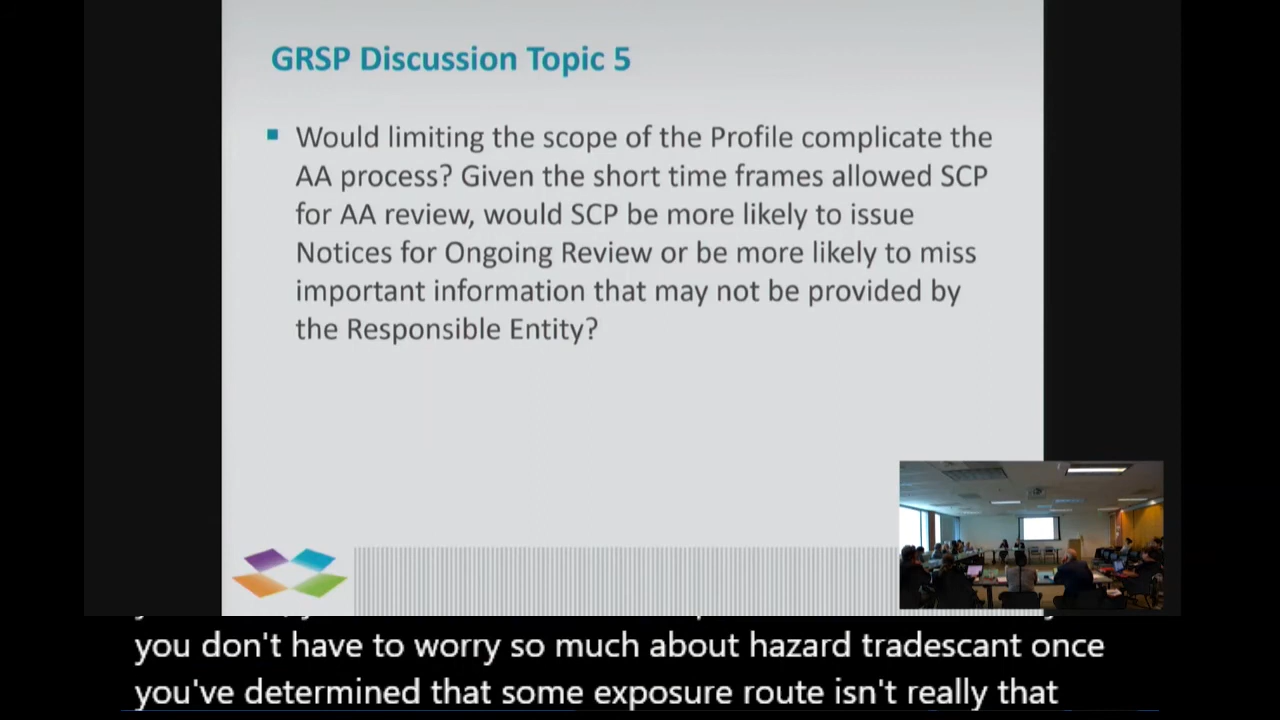 GRSP Discussion Topic 5
Would limiting the scope of the Profile complicate the
AA process? Given the short time frames allowed SCP
for AA review, would SCP be more likely to issue
Notices for Ongoing Review or be more likely to miss
important information that may not be provided by
the Responsible Entity?
you don't have to worry so much about hazard tradescant once
you've determined that some exposure route isn't really that